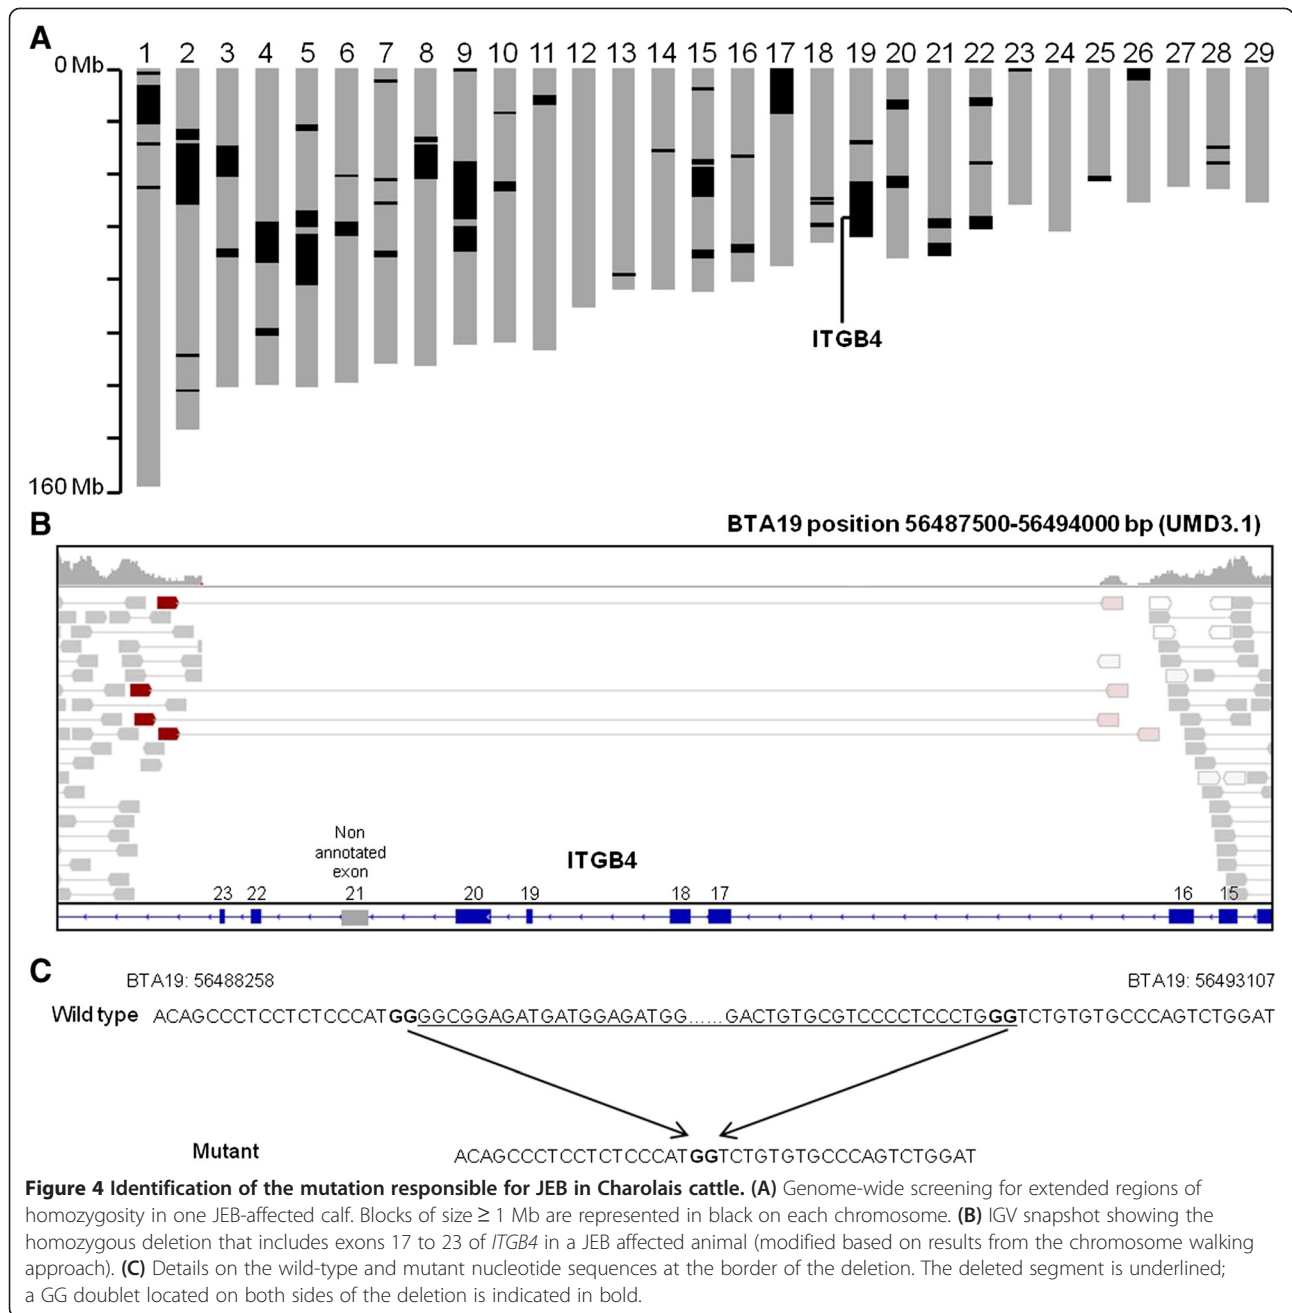 A
1 2 3 4 5 6 7 8 9 10 11 12 13 14 15 16 17 18 19 20 21 22 23 24 25 26 27 28 29
0 Mb
ITGB4
160 Mb
B
BTA19 position 56487500-56494000 bp (UMD3.1)
Non
annotated
exon
ITGB4
23 22 21 20 19 18 17 16 15
C
BTA19: 56488258 BTA19: 56493107
Wild type ACAGCCCTCCTCTCCCATGGGGCGGAGATGATGGAGATGG......GACTGTGCGTCCCCTCCCTGGGTCTGTGTGCCCAGTCTGGAT
Mutant ACAGCCCTCCTCTCCCATGGTCTGTGTGCCCAGTCTGGAT
Figure 4 Identification of the mutation responsible for JEB in Charolais cattle. (A) Genome-wide screening for extended regions of
homozygosity in one JEB-affected calf. Blocks of size ≥ 1 Mb are represented in black on each chromosome. (B) IGV snapshot showing the
homozygous deletion that includes exons 17 to 23 of ITGB4 in a JEB affected animal (modified based on results from the chromosome walking
approach). (C) Details on the wild-type and mutant nucleotide sequences at the border of the deletion. The deleted segment is underlined;
a GG doublet located on both sides of the deletion is indicated in bold.